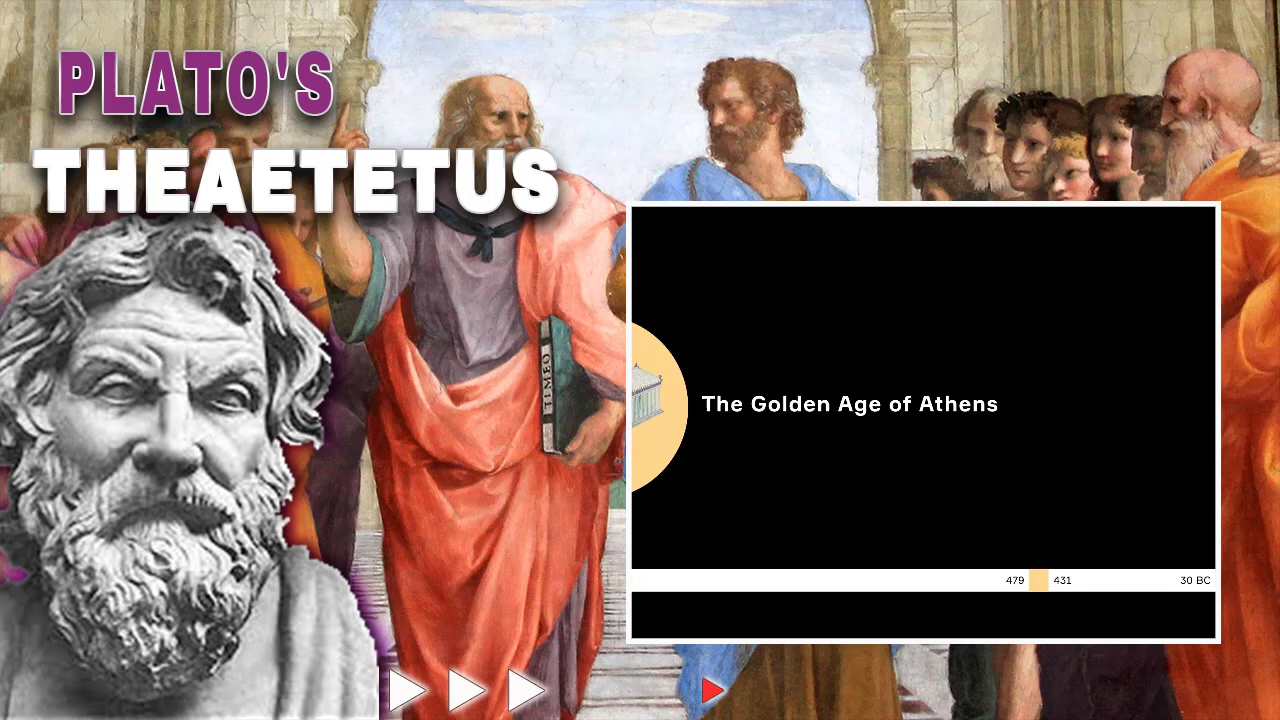 PLATO'S
THEAETETUS
TIMEO
The Golden Age of Athens
479 431 30 BC